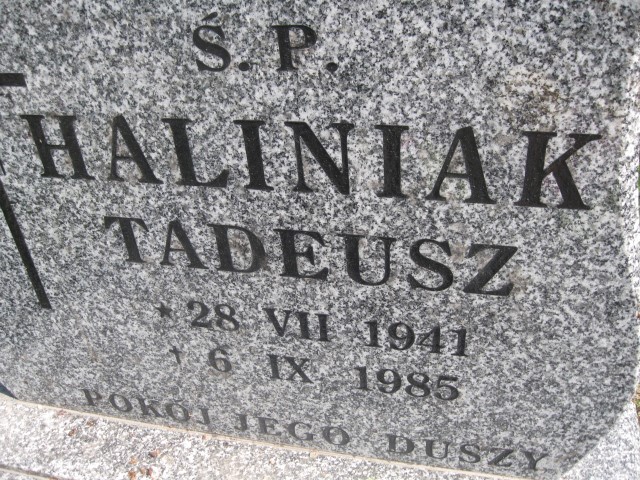 Ś.P.
HALINIAK
TADEUSZ
* 28 VII 1941
† 6 IX 1985
POKÓJ JEGO DUSZY